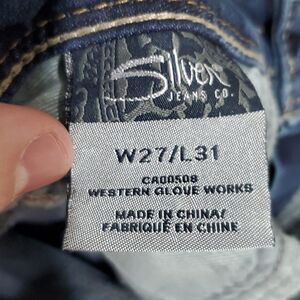 Silver
JEANS CO.
W27/L31
CA00508
WESTERN GLOVE WORKS
MADE IN CHINA/
FABRIQUÉ EN CHINE